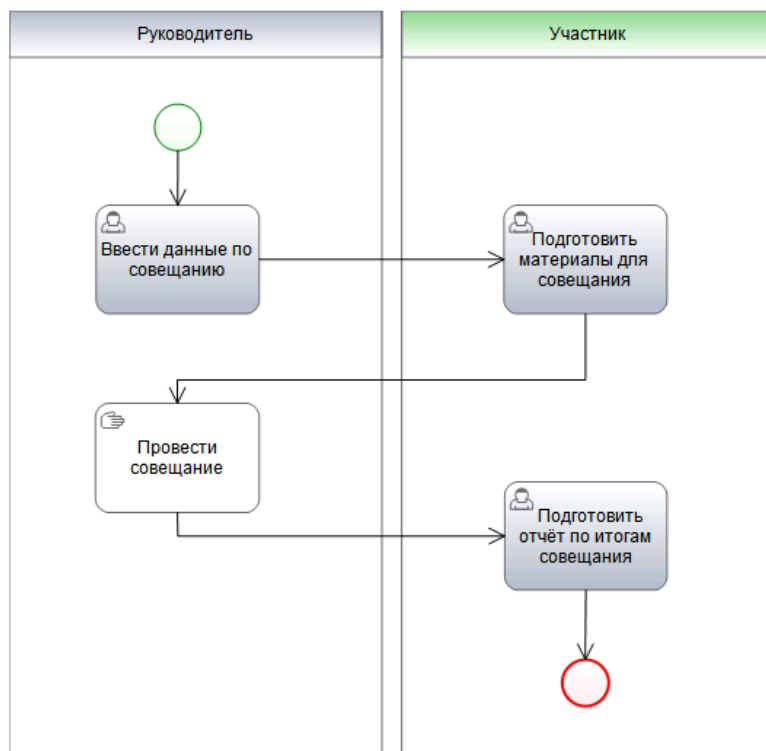 Руководитель
Участник
Ввести данные по
совещанию
Подготовить
материалы для
совещания
Провести
совещание
Подготовить
отчёт по итогам
совещания